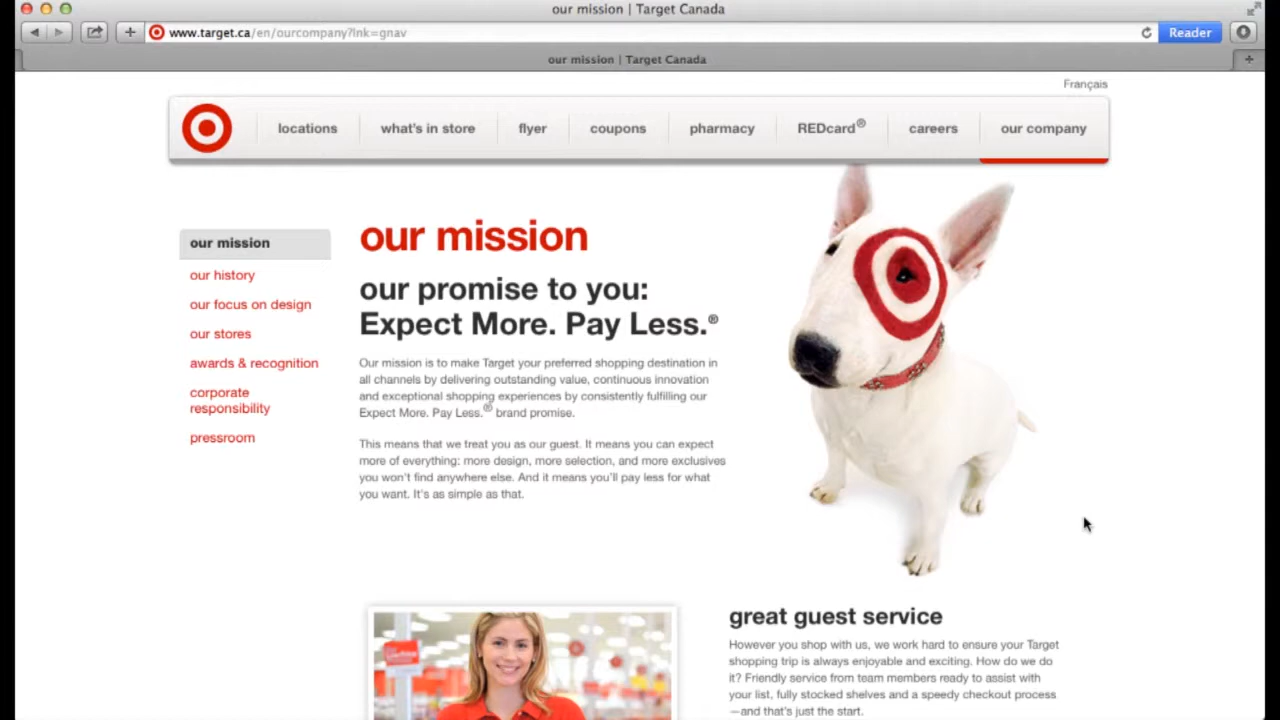 our mission | Target Canada
www.target.ca/en/ourcompany?lnk=gnav
Reader
our mission | Target Canada
Français
locations
what's in store
flyer
coupons
pharmacy
REDcard®
careers
our company
our mission
our history
our focus on design
our stores
awards & recognition
corporate
responsibility
pressroom
our mission
our promise to you:
Expect More. Pay Less.®
Our mission is to make Target your preferred shopping destination in
all channels by delivering outstanding value, continuous innovation
and exceptional shopping experiences by consistently fulfilling our
Expect More. Pay Less.® brand promise.
This means that we treat you as our guest. It means you can expect
more of everything: more design, more selection, and more exclusives
you won't find anywhere else. And it means you'll pay less for what
you want. It's as simple as that.
great guest service
However you shop with us, we work hard to ensure your Target
shopping trip is always enjoyable and exciting. How do we do
it? Friendly service from team members ready to assist with
your list, fully stocked shelves and a speedy checkout process
—and that's just the start.